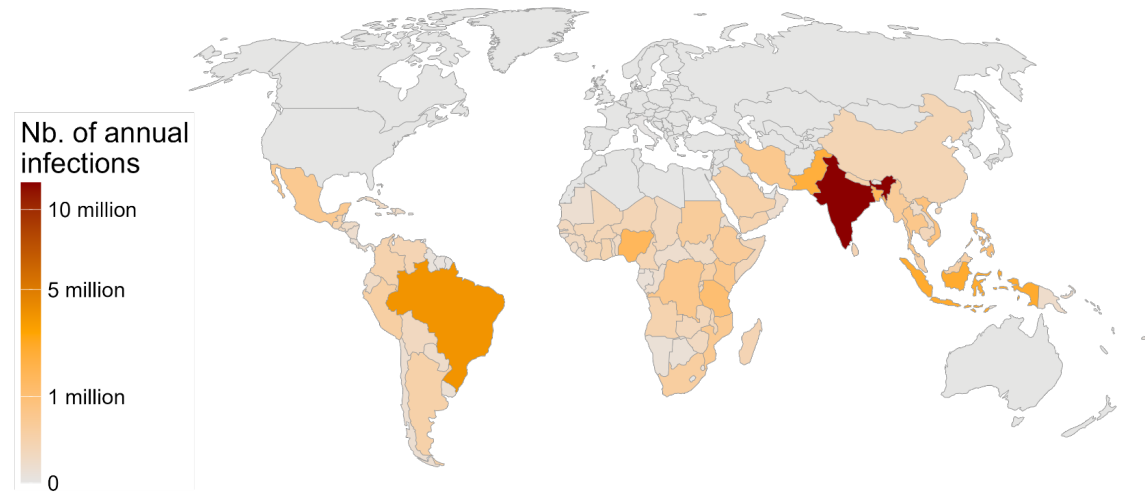 Nb. of annual
infections
10 million
5 million
1 million
0